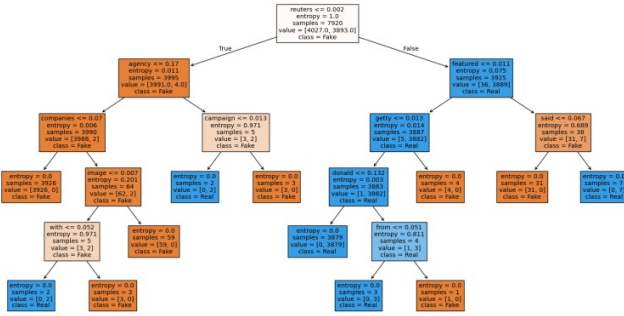 reuters <= 0.002
entropy = 1.0
samples = 7920
value = [4027.0, 3893.0]
class = Fake
True
False
agency <= 0.17
entropy = 0.011
samples = 3995
value = [3991.0, 4.0]
class = Fake
featured <= 0.011
entropy = 0.075
samples = 3925
value = [36, 3889]
class = Real
companies <= 0.07
entropy = 0.006
samples = 3990
value = [3988, 2]
class = Fake
campaign <= 0.013
entropy = 0.971
samples = 5
value = [3, 2]
class = Fake
getty <= 0.013
entropy = 0.014
samples = 3887
value = [5, 3882]
class = Real
said <= 0.067
entropy = 0.689
samples = 38
value = [31, 7]
class = Fake
entropy = 0.0
samples = 3926
value = [3926, 0]
class = Fake
image <= 0.007
entropy = 0.201
samples = 64
value = [62, 2]
class = Fake
entropy = 0.0
samples = 2
value = [0, 2]
class = Real
entropy = 0.0
samples = 3
value = [3, 0]
class = Fake
donald <= 0.132
entropy = 0.003
samples = 3883
value = [1, 3882]
class = Real
entropy = 0.0
samples = 4
value = [4, 0]
class = Fake
entropy = 0.0
samples = 31
value = [31, 0]
class = Fake
entropy = 0.0
samples = 7
value = [0, 7]
class = Real
with <= 0.052
entropy = 0.971
samples = 5
value = [3, 2]
class = Fake
entropy = 0.0
samples = 59
value = [59, 0]
class = Fake
entropy = 0.0
samples = 3879
value = [0, 3879]
class = Real
from <= 0.051
entropy = 0.811
samples = 4
value = [1, 3]
class = Real
entropy = 0.0
samples = 2
value = [0, 2]
class = Real
entropy = 0.0
samples = 3
value = [3, 0]
class = Fake
entropy = 0.0
samples = 3
value = [0, 3]
class = Real
entropy = 0.0
samples = 1
value = [1, 0]
class = Fake